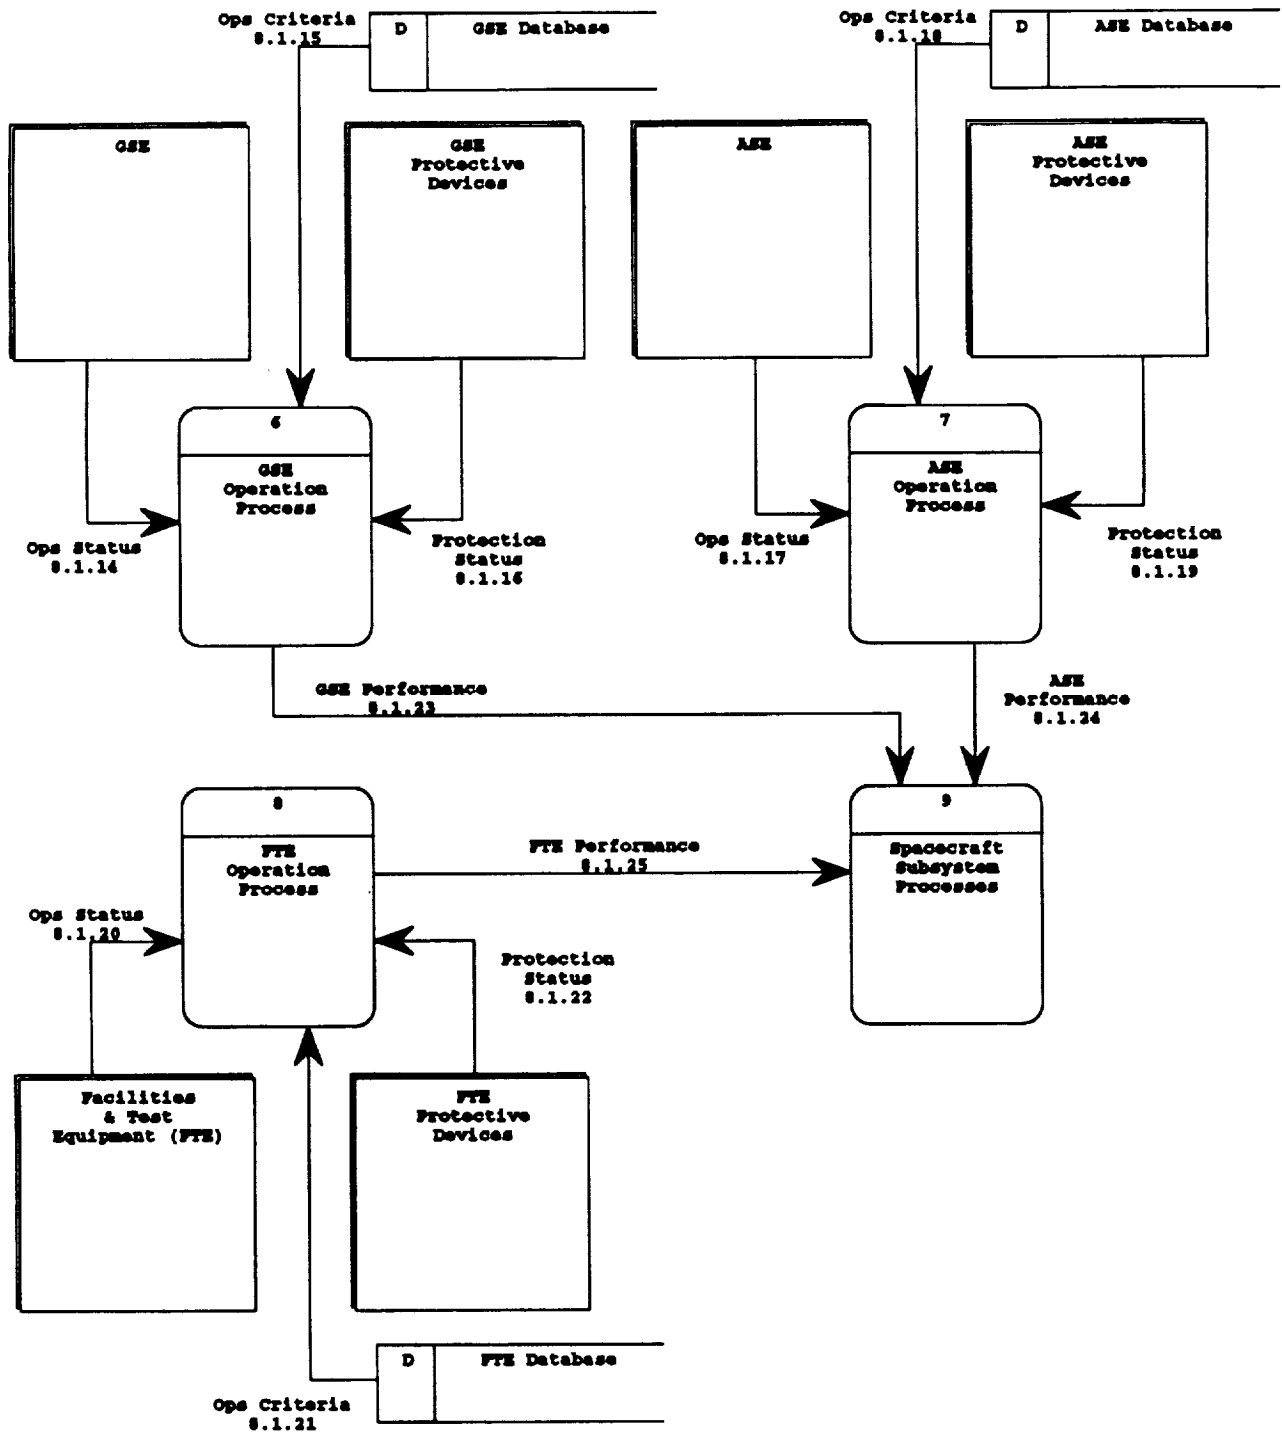 Ops Criteria
8.1.15
D
GSE Database
Ops Criteria
8.1.18
D
ASE Database
GSE
GSE
Protective
Devices
ASE
ASE
Protective
Devices
6
GSE
Operation
Process
7
ASE
Operation
Process
Ops Status
8.1.14
Protection
Status
8.1.16
Ops Status
8.1.17
Protection
Status
8.1.19
GSE Performance
8.1.23
ASE
Performance
8.1.24
8
FTE
Operation
Process
FTE Performance
8.1.25
9
Spacecraft
Subsystem
Processes
Ops Status
8.1.20
Protection
Status
8.1.22
Facilities
& Test
Equipment (FTE)
FTE
Protective
Devices
D
FTE Database
Ops Criteria
8.1.21